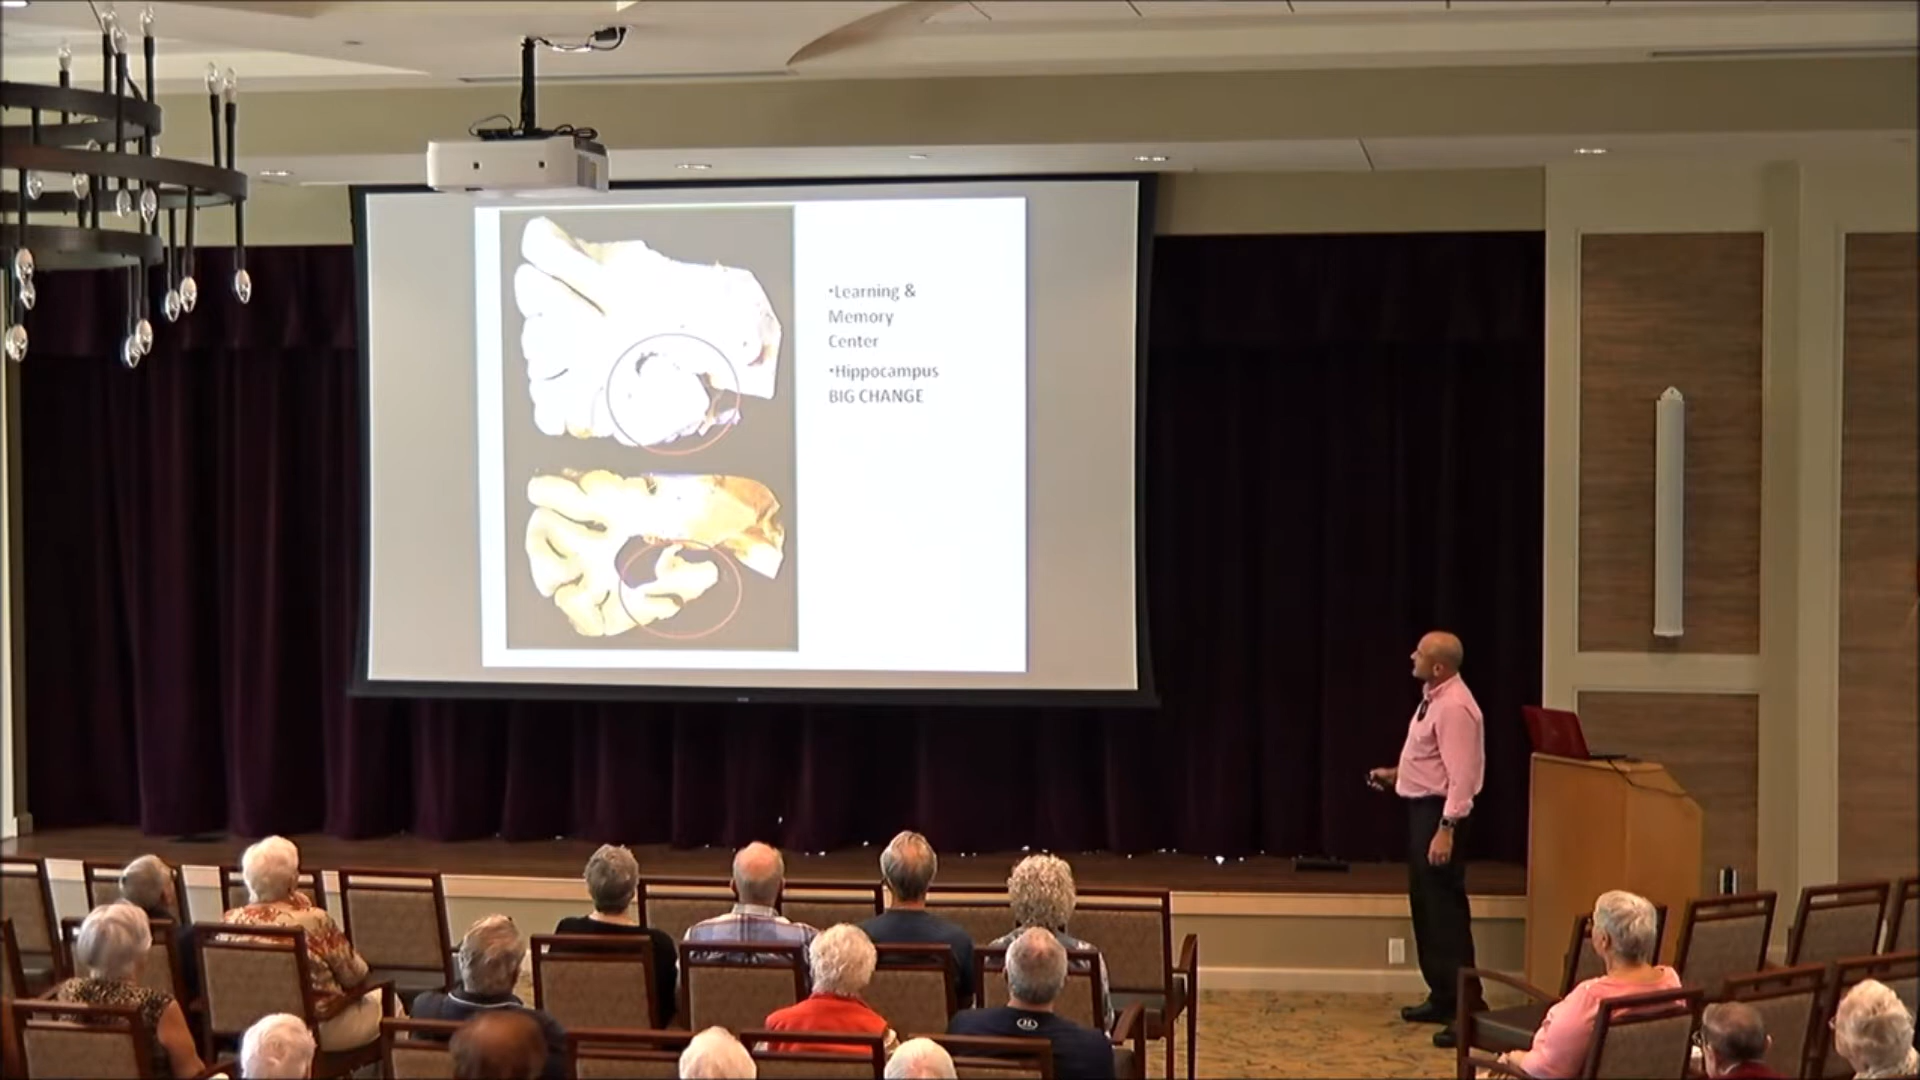 •Learning &
Memory
Center
•Hippocampus
BIG CHANGE